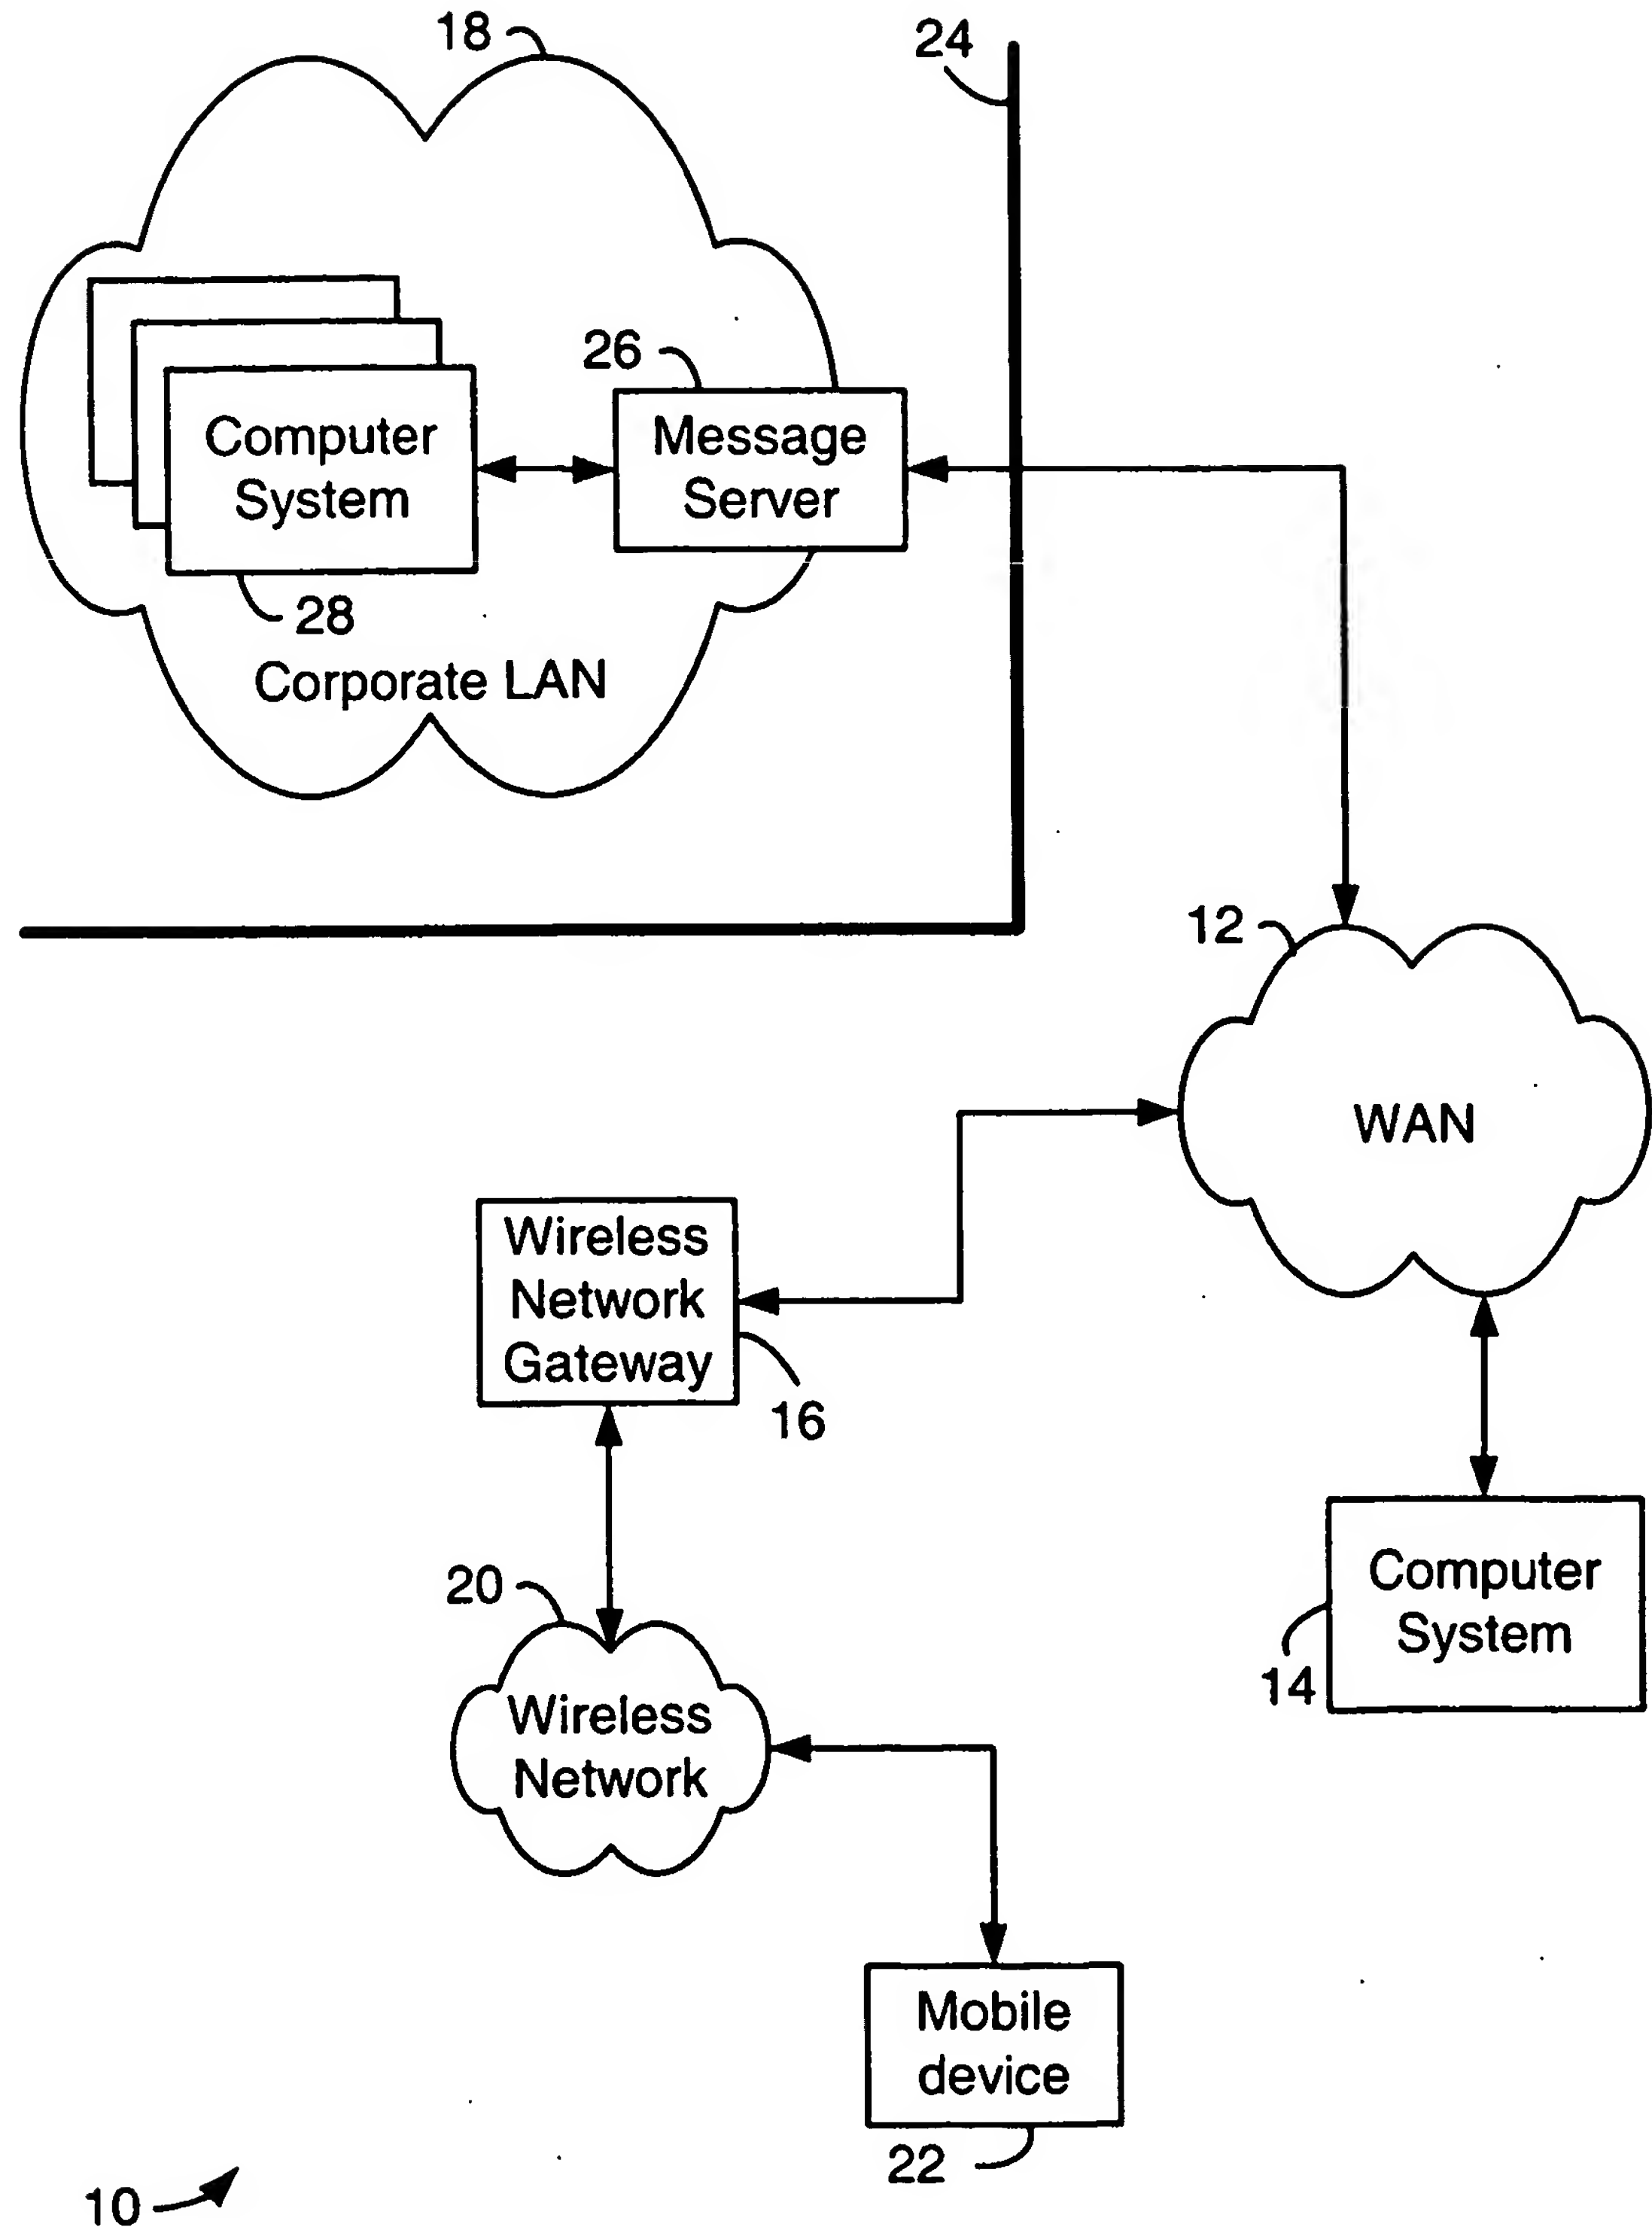 18
24
26
Computer
System
Message
Server
28
Corporate LAN
12
WAN
Wireless
Network
Gateway
16
20
Computer
System
14
Wireless
Network
Mobile
device
22
10